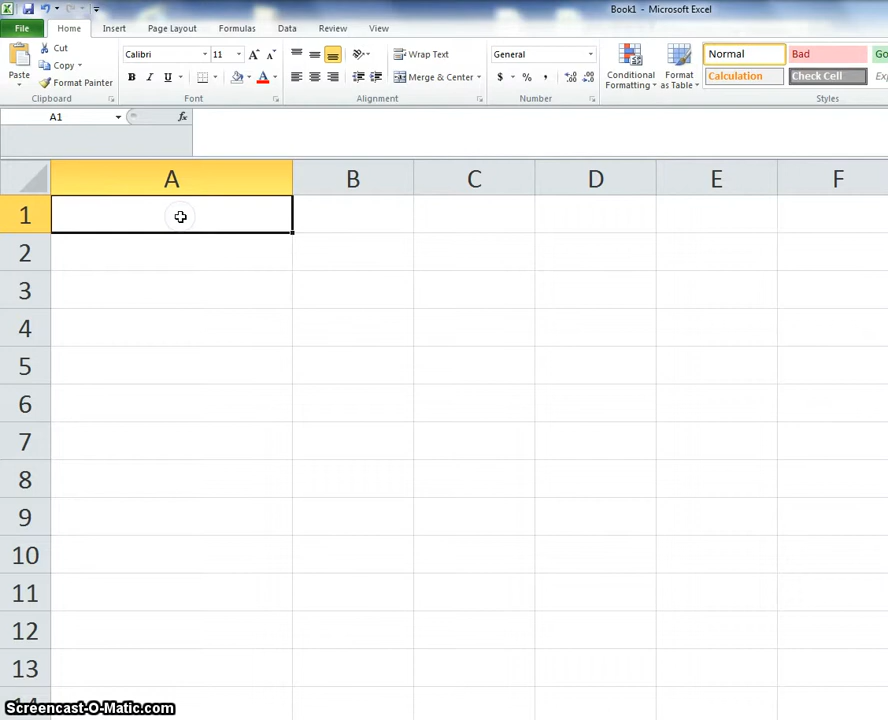 Book1 - Microsoft Excel
File Home Insert Page Layout Formulas Data Review View
Cut
Copy
Format Painter
Paste
Clipboard
Calibri 11 A A
B I U A
Font
Wrap Text
Merge & Center
Alignment
General
$ % ,
Number
Conditional Formatting
Format as Table
Normal Bad Go
Calculation Check Cell Exp
Styles
A1 fx
A B C D E F
1
2
3
4
5
6
7
8
9
10
11
12
13
14
Screencast-O-Matic.com